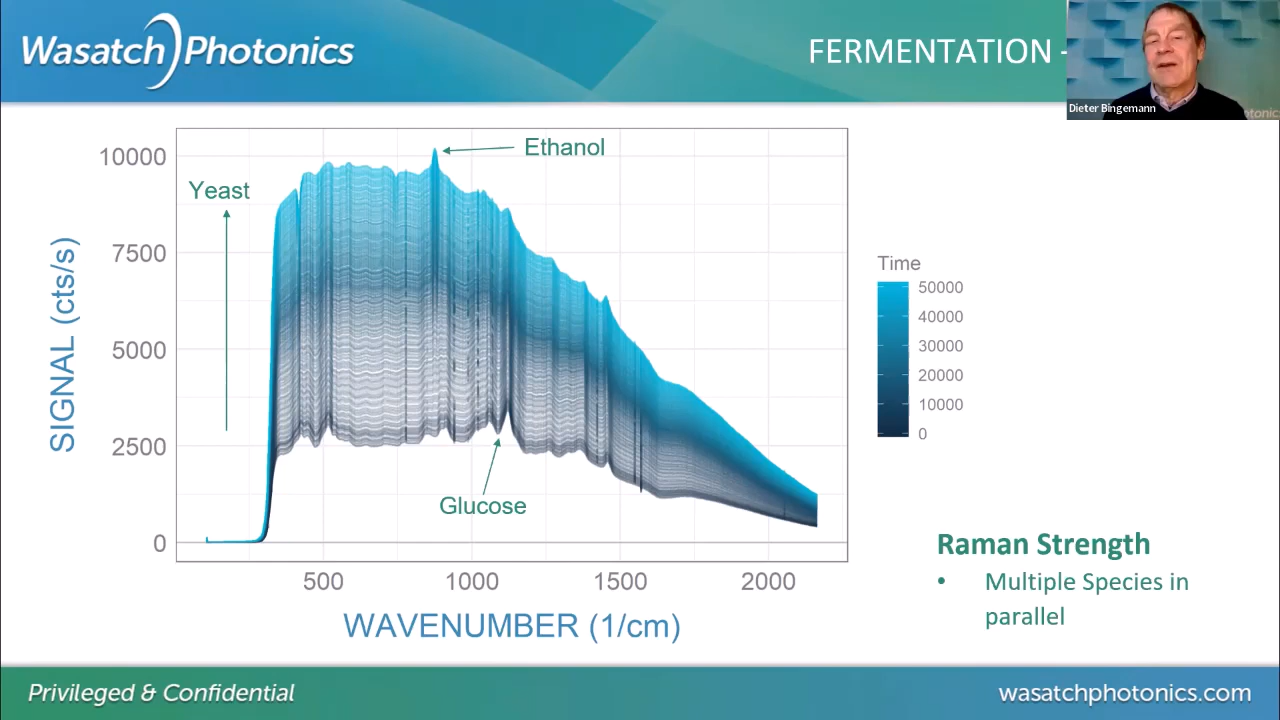 Wasatch Photonics
FERMENTATION -
Dieter Bingemann
Ethanol
Yeast
Glucose
SIGNAL (cts/s)
10000
7500
5000
2500
0
500 1000 1500 2000
WAVENUMBER (1/cm)
Time
50000
40000
30000
20000
10000
0
Raman Strength
• Multiple Species in
parallel
Privileged & Confidential
wasatchphotonics.com